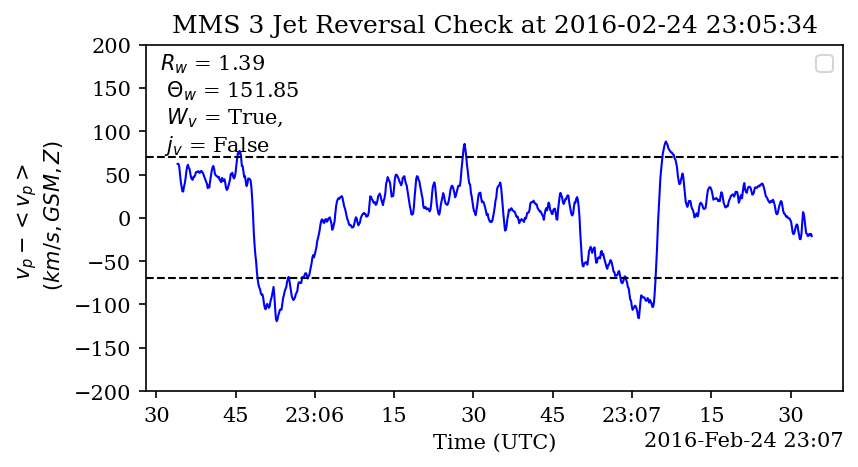 MMS 3 Jet Reversal Check at 2016-02-24 23:05:34
R_w = 1.39
Θ_w = 151.85
W_v = True,
j_v = False
v_p − < v_p >
(km/s, GSM, Z)
200
150
100
50
0
−50
−100
−150
−200
30 45 23:06 15 30 45 23:07 15 30
Time (UTC)
2016-Feb-24 23:07